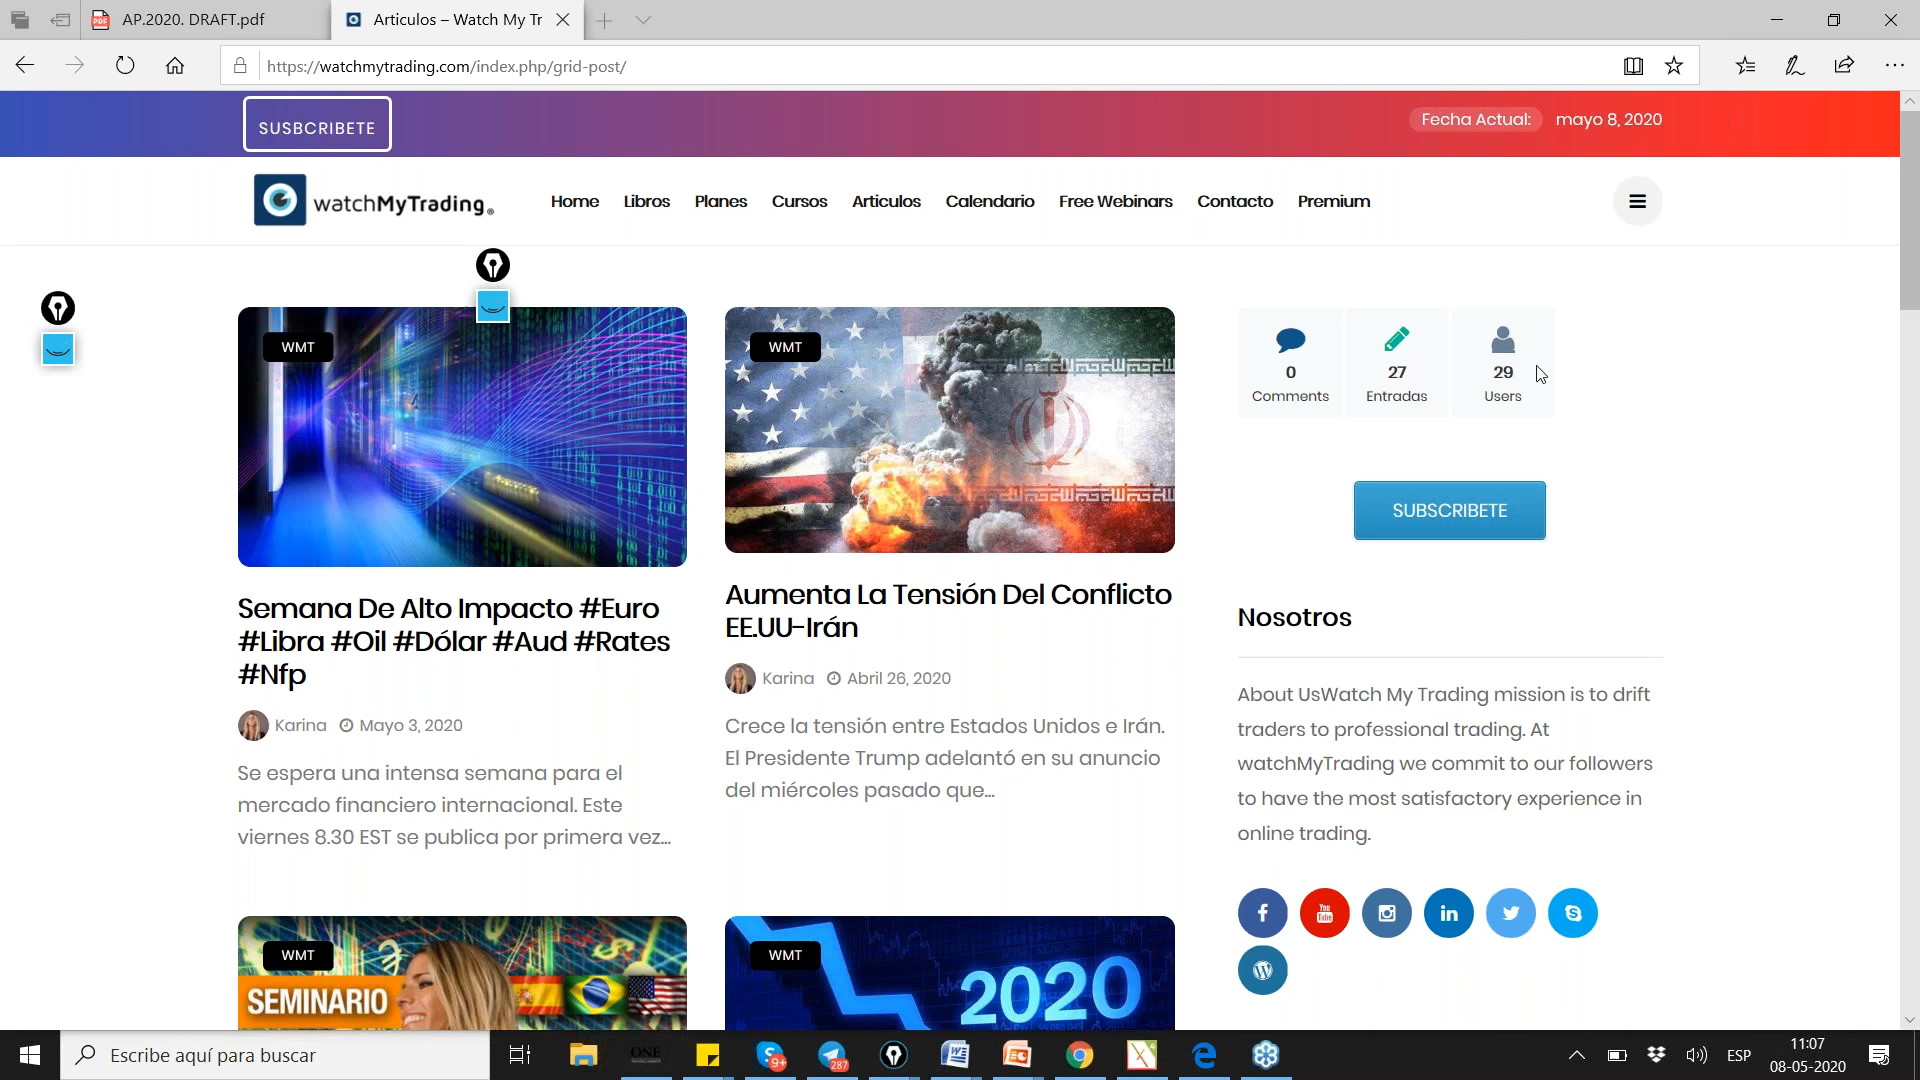 AP.2020. DRAFT.pdf
Articulos – Watch My Tr
https://watchmytrading.com/index.php/grid-post/
SUSBCRIBETE
Fecha Actual:
mayo 8, 2020
watchMyTrading®
Home
Libros
Planes
Cursos
Articulos
Calendario
Free Webinars
Contacto
Premium
WMT
WMT
0
Comments
27
Entradas
29
Users
SUBSCRIBETE
Semana De Alto Impacto #Euro
#Libra #Oil #Dólar #Aud #Rates
#Nfp
Karina
Mayo 3, 2020
Se espera una intensa semana para el
mercado financiero internacional. Este
viernes 8.30 EST se publica por primera vez...
Aumenta La Tensión Del Conflicto
EE.UU-Irán
Karina
Abril 26, 2020
Crece la tensión entre Estados Unidos e Irán.
El Presidente Trump adelantó en su anuncio
del miércoles pasado que...
Nosotros
About UsWatch My Trading mission is to drift
traders to professional trading. At
watchMyTrading we commit to our followers
to have the most satisfactory experience in
online trading.
You
Tube
WMT
SEMINARIO
WMT
2020
Escribe aquí para buscar
ONE
9+
287
ESP
11:07
08-05-2020